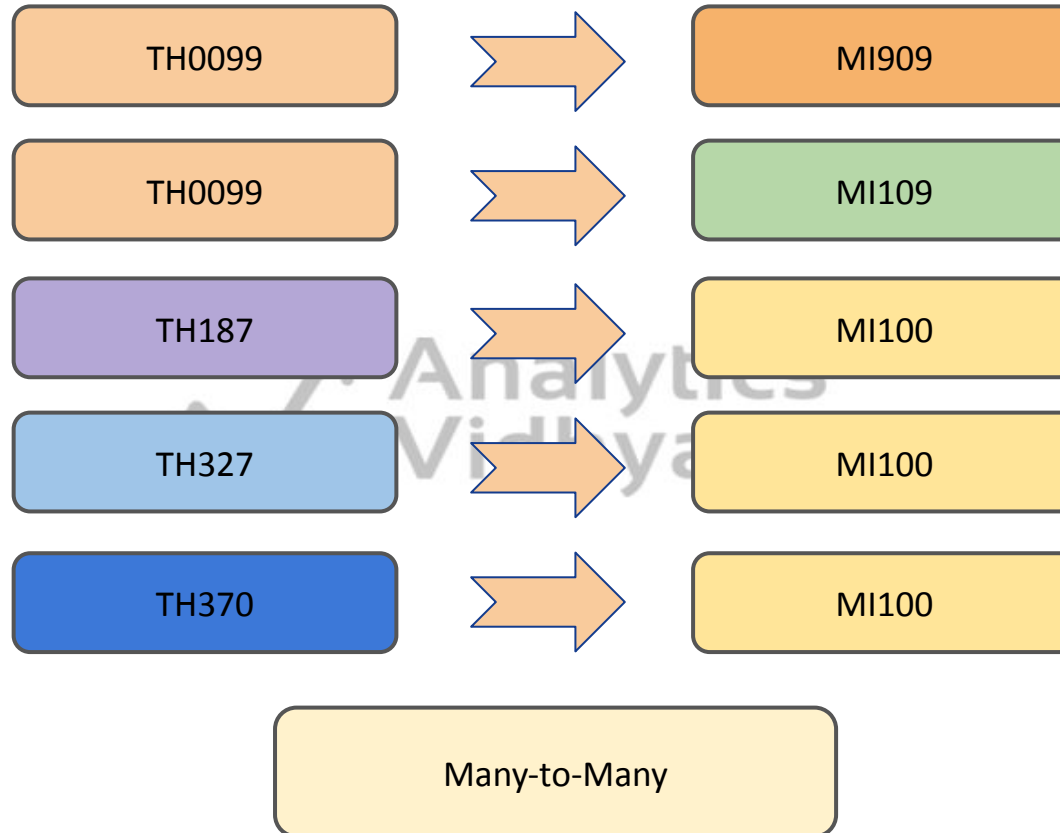 TH0099
MI909
TH0099
MI109
TH187
MI100
Analytics
Vidhya
TH327
MI100
TH370
MI100
Many-to-Many